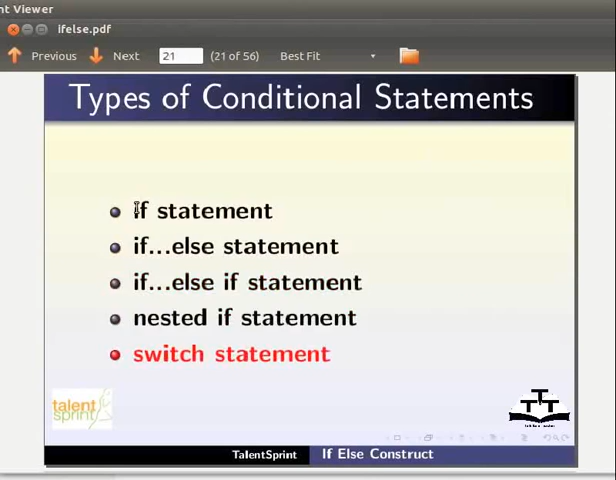 nt Viewer
ifelse.pdf
Previous Next 21 (21 of 56) Best Fit
Types of Conditional Statements
if statement
if...else statement
if...else if statement
nested if statement
switch statement
talent
sprint
TTT
TalentSprint If Else Construct